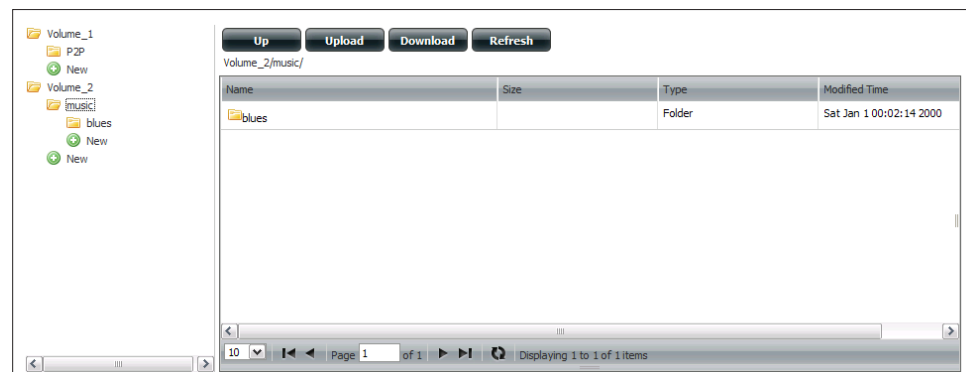 Volume_1
P2P
New
Volume_2
music
blues
New
New
Up Upload Download Refresh
Volume_2/music/
Name Size Type Modified Time
blues Folder Sat Jan 1 00:02:14 2000
10 Page 1 of 1 Displaying 1 to 1 of 1 items